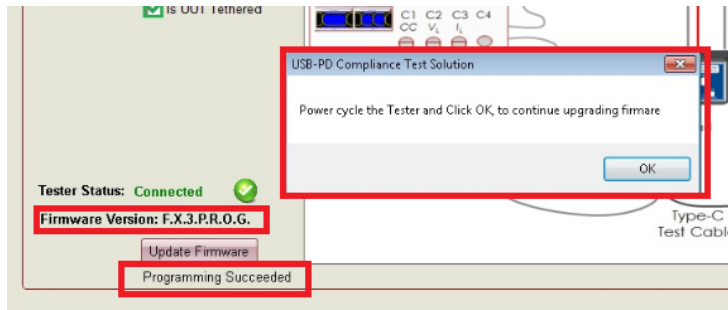 Is UUT Tethered
C1 C2 C3 C4
CC VL IL
USB-PD Compliance Test Solution
Power cycle the Tester and Click OK, to continue upgrading firmare
OK
Tester Status: Connected
Firmware Version: F.X.3.P.R.O.G.
Type-C
Test Cabl
Update Firmware
Programming Succeeded